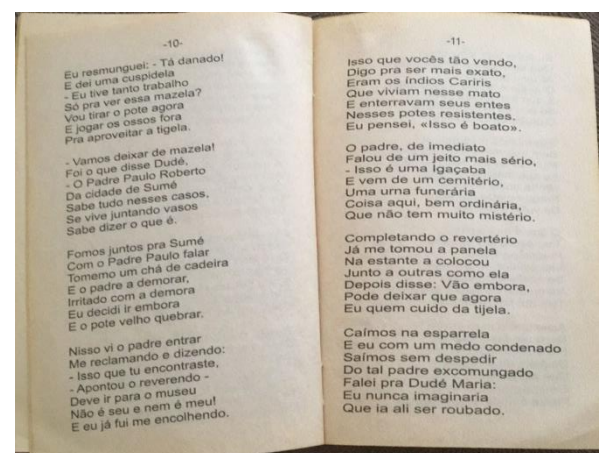 -10-
Eu resmunguei: - Tá danado!
E dei uma cuspidela
- Eu tive tanto trabalho
Só pra ver essa mazela?
Vou tirar o pote agora
E jogar os ossos fora
Pra aproveitar a tigela.
- Vamos deixar de mazela!
Foi o que disse Dudé,
- O Padre Paulo Roberto
Da cidade de Sumé
Sabe tudo nesses casos,
Se vive juntando vasos
Sabe dizer o que é.
Fomos juntos pra Sumé
Com o Padre Paulo falar
Tomemo um chá de cadeira
E o padre a demorar,
Irritado com a demora
Eu decidi ir embora
E o pote velho quebrar.
Nisso vi o padre entrar
Me reclamando e dizendo:
- Isso que tu encontraste,
- Apontou o reverendo -
Deve ir para o museu
Não é seu e nem é meu!
E eu já fui me encolhendo.
-11-
Isso que vocês tão vendo,
Digo pra ser mais exato,
Eram os índios Cariris
Que viviam nesse mato
E enterravam seus entes
Nesses potes resistentes.
Eu pensei, «Isso é boato».
O padre, de imediato
Falou de um jeito mais sério,
- Isso é uma Igaçaba
E vem de um cemitério,
Uma urna funerária
Coisa aqui, bem ordinária,
Que não tem muito mistério.
Completando o revertério
Já me tomou a panela
Na estante a colocou
Junto a outras como ela
Depois disse: Vão embora,
Pode deixar que agora
Eu quem cuido da tijela.
Caímos na esparrela
E eu com um medo condenado
Saímos sem despedir
Do tal padre excomungado
Falei pra Dudé Maria:
Eu nunca imaginaria
Que ia ali ser roubado.